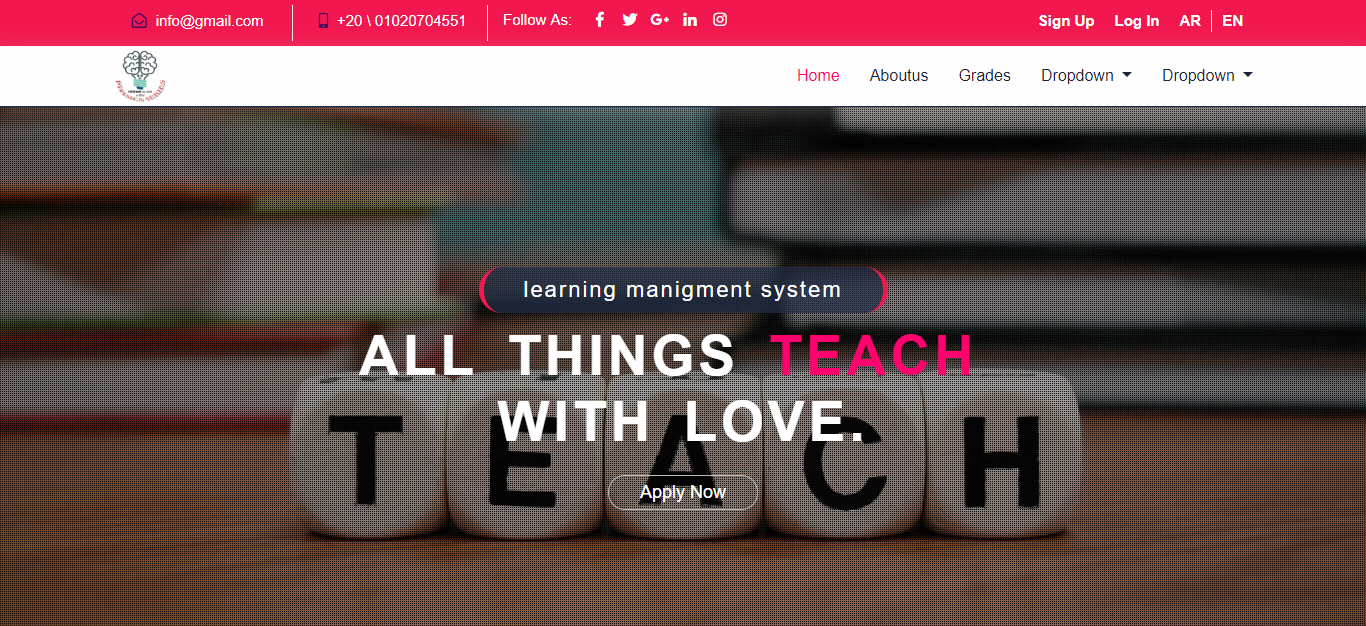 info@gmail.com
+20 \ 01020704551
Follow As:
Sign Up
Log In
AR
EN
Home
Aboutus
Grades
Dropdown
Dropdown
learning manigment system
ALL THINGS TEACH
WITH LOVE.
TEACH
Apply Now